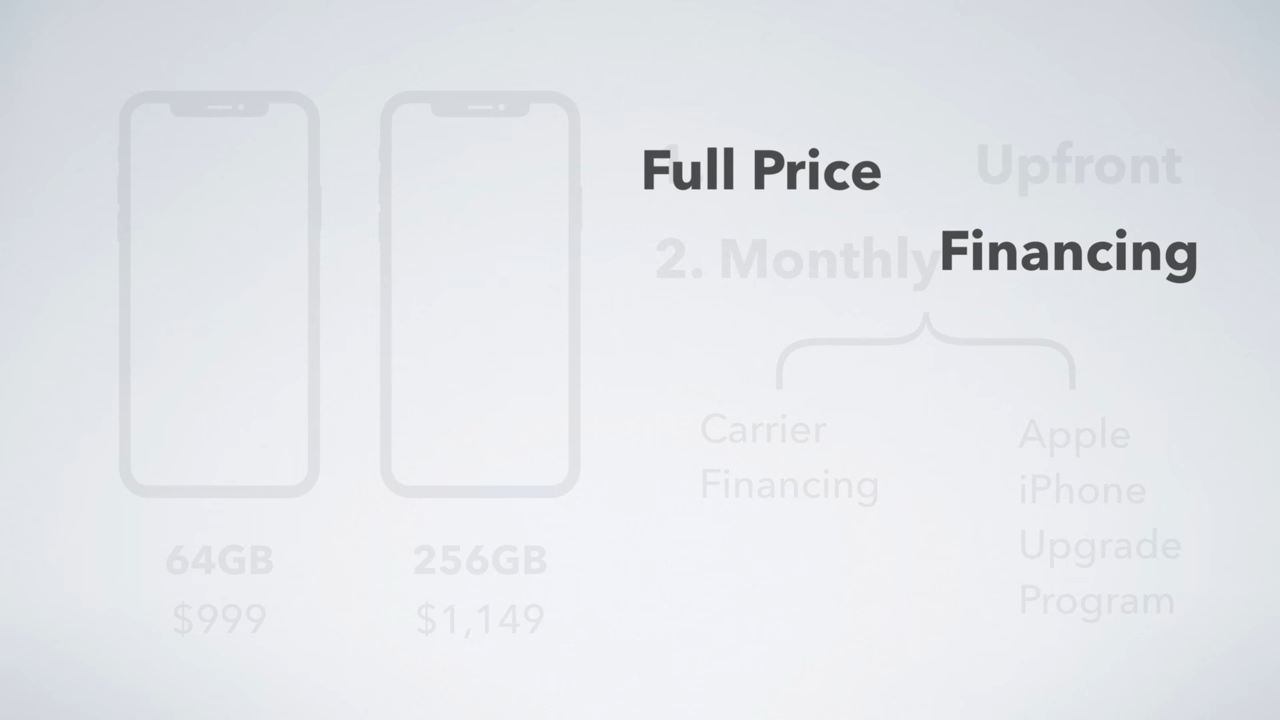 Full Price Upfront
2. Monthly Financing
Carrier
Financing
Apple
iPhone
Upgrade
Program
64GB
$999
256GB
$1,149